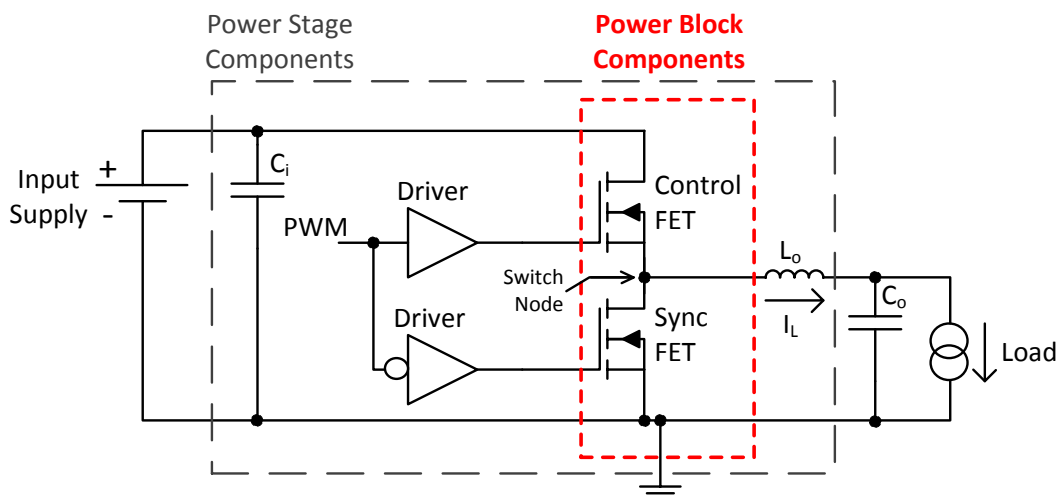 Power Stage
Components
Power Block
Components
+
Input
Supply
-
Cᵢ
Driver
PWM
Control
FET
Switch
Node
Lₒ
I_L
Cₒ
Driver
Sync
FET
Load